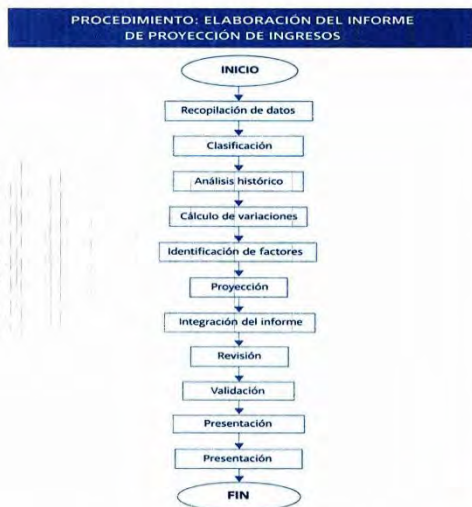 PROCEDIMIENTO: ELABORACIÓN DEL INFORME
DE PROYECCIÓN DE INGRESOS
INICIO
Recopilación de datos
Clasificación
Análisis histórico
Cálculo de variaciones
Identificación de factores
Proyección
Integración del informe
Revisión
Validación
Presentación
Presentación
FIN